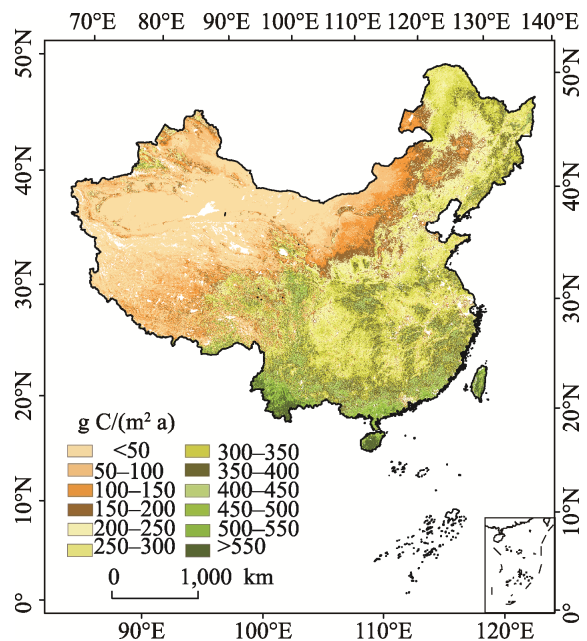 70°E 80°E 90°E 100°E 110°E 120°E 130°E 140°E
50°N 50°N
40°N 40°N
30°N 30°N
20°N 20°N
10°N 10°N
0° 0°
g C/(m² a)
<50 300–350
50–100 350–400
100–150 400–450
150–200 450–500
200–250 500–550
250–300 >550
0 1,000 km
90°E 100°E 110°E 120°E